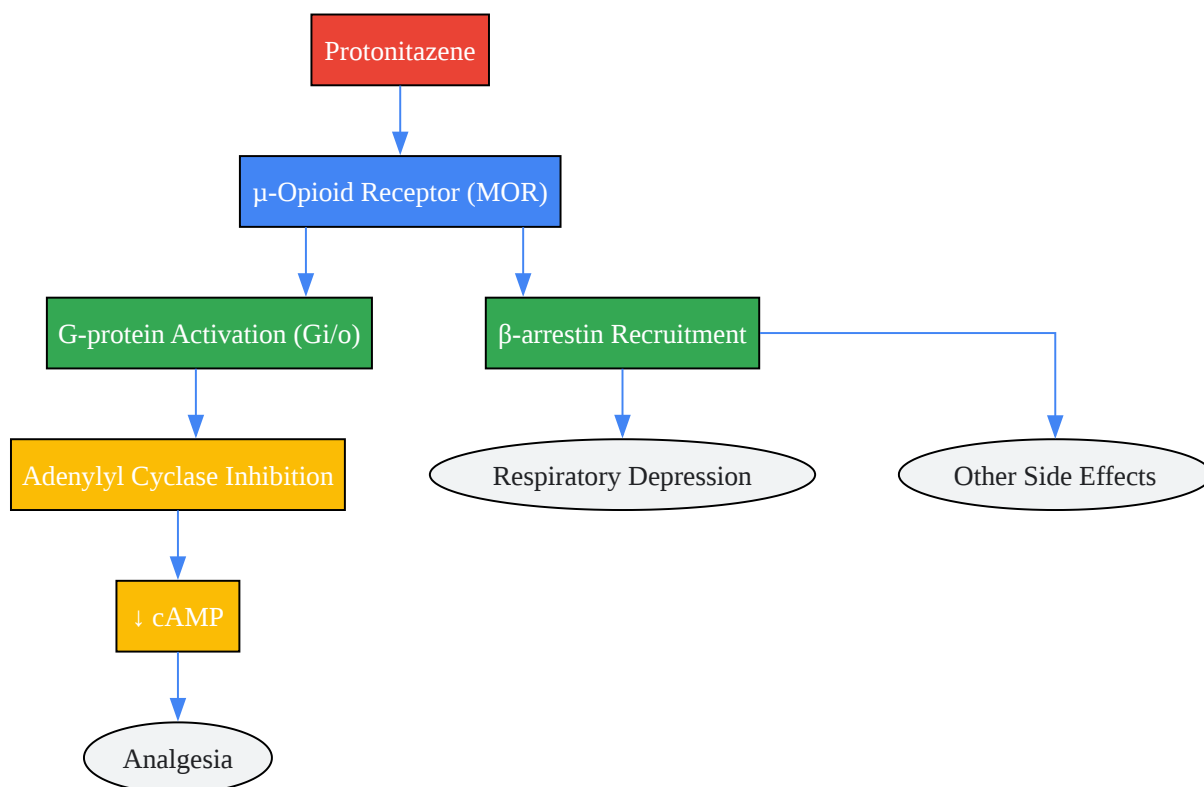 Protonitazene
µ-Opioid Receptor (MOR)
G-protein Activation (Gi/o)
β-arrestin Recruitment
Adenylyl Cyclase Inhibition
Respiratory Depression
Other Side Effects
↓ cAMP
Analgesia